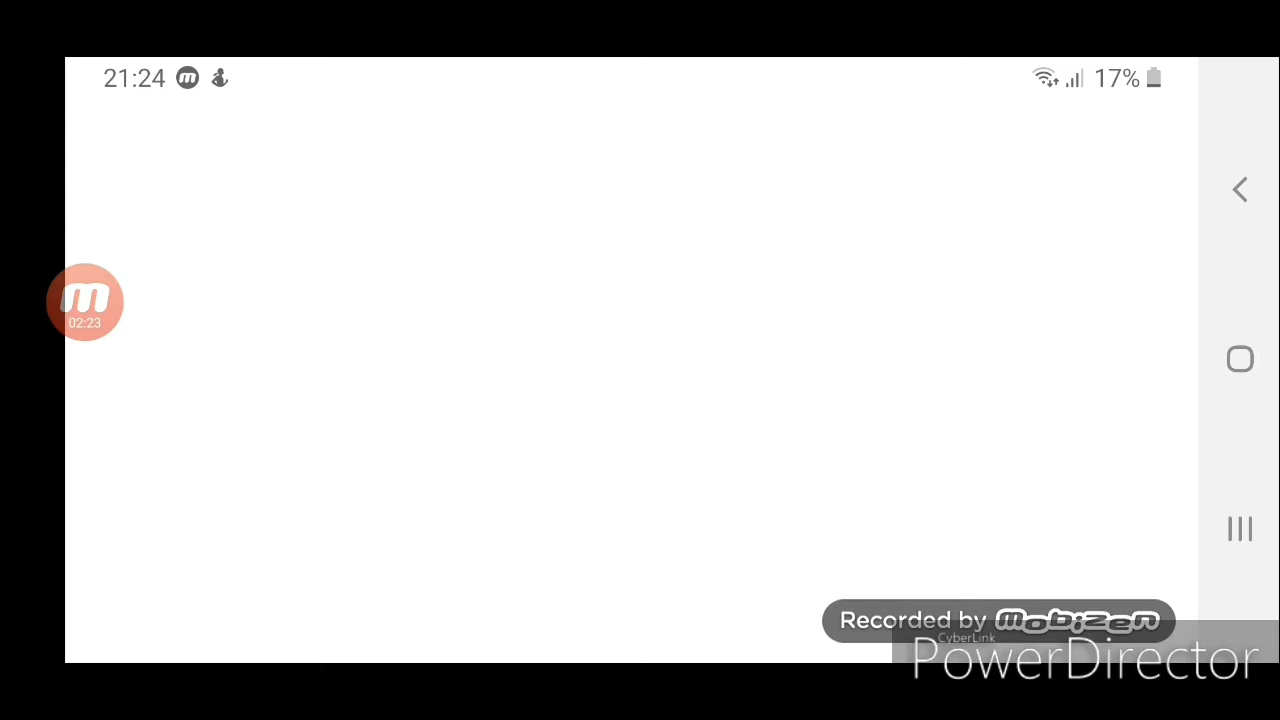 21:24 m 17%
m
02:23
Recorded by mobizen
CyberLink
PowerDirector